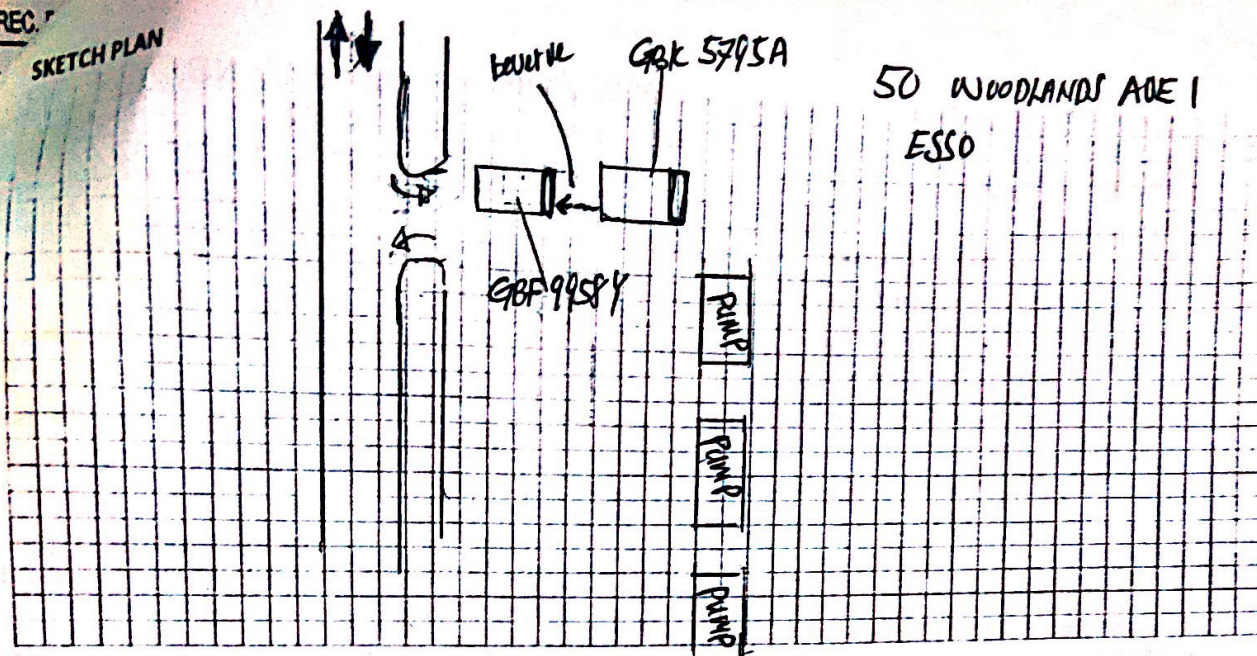 REC.
SKETCH PLAN
GBK 5795A
50 WOODLANDS AVE 1
ESSO
GBF 9958Y
PUMP
PUMP
PUMP